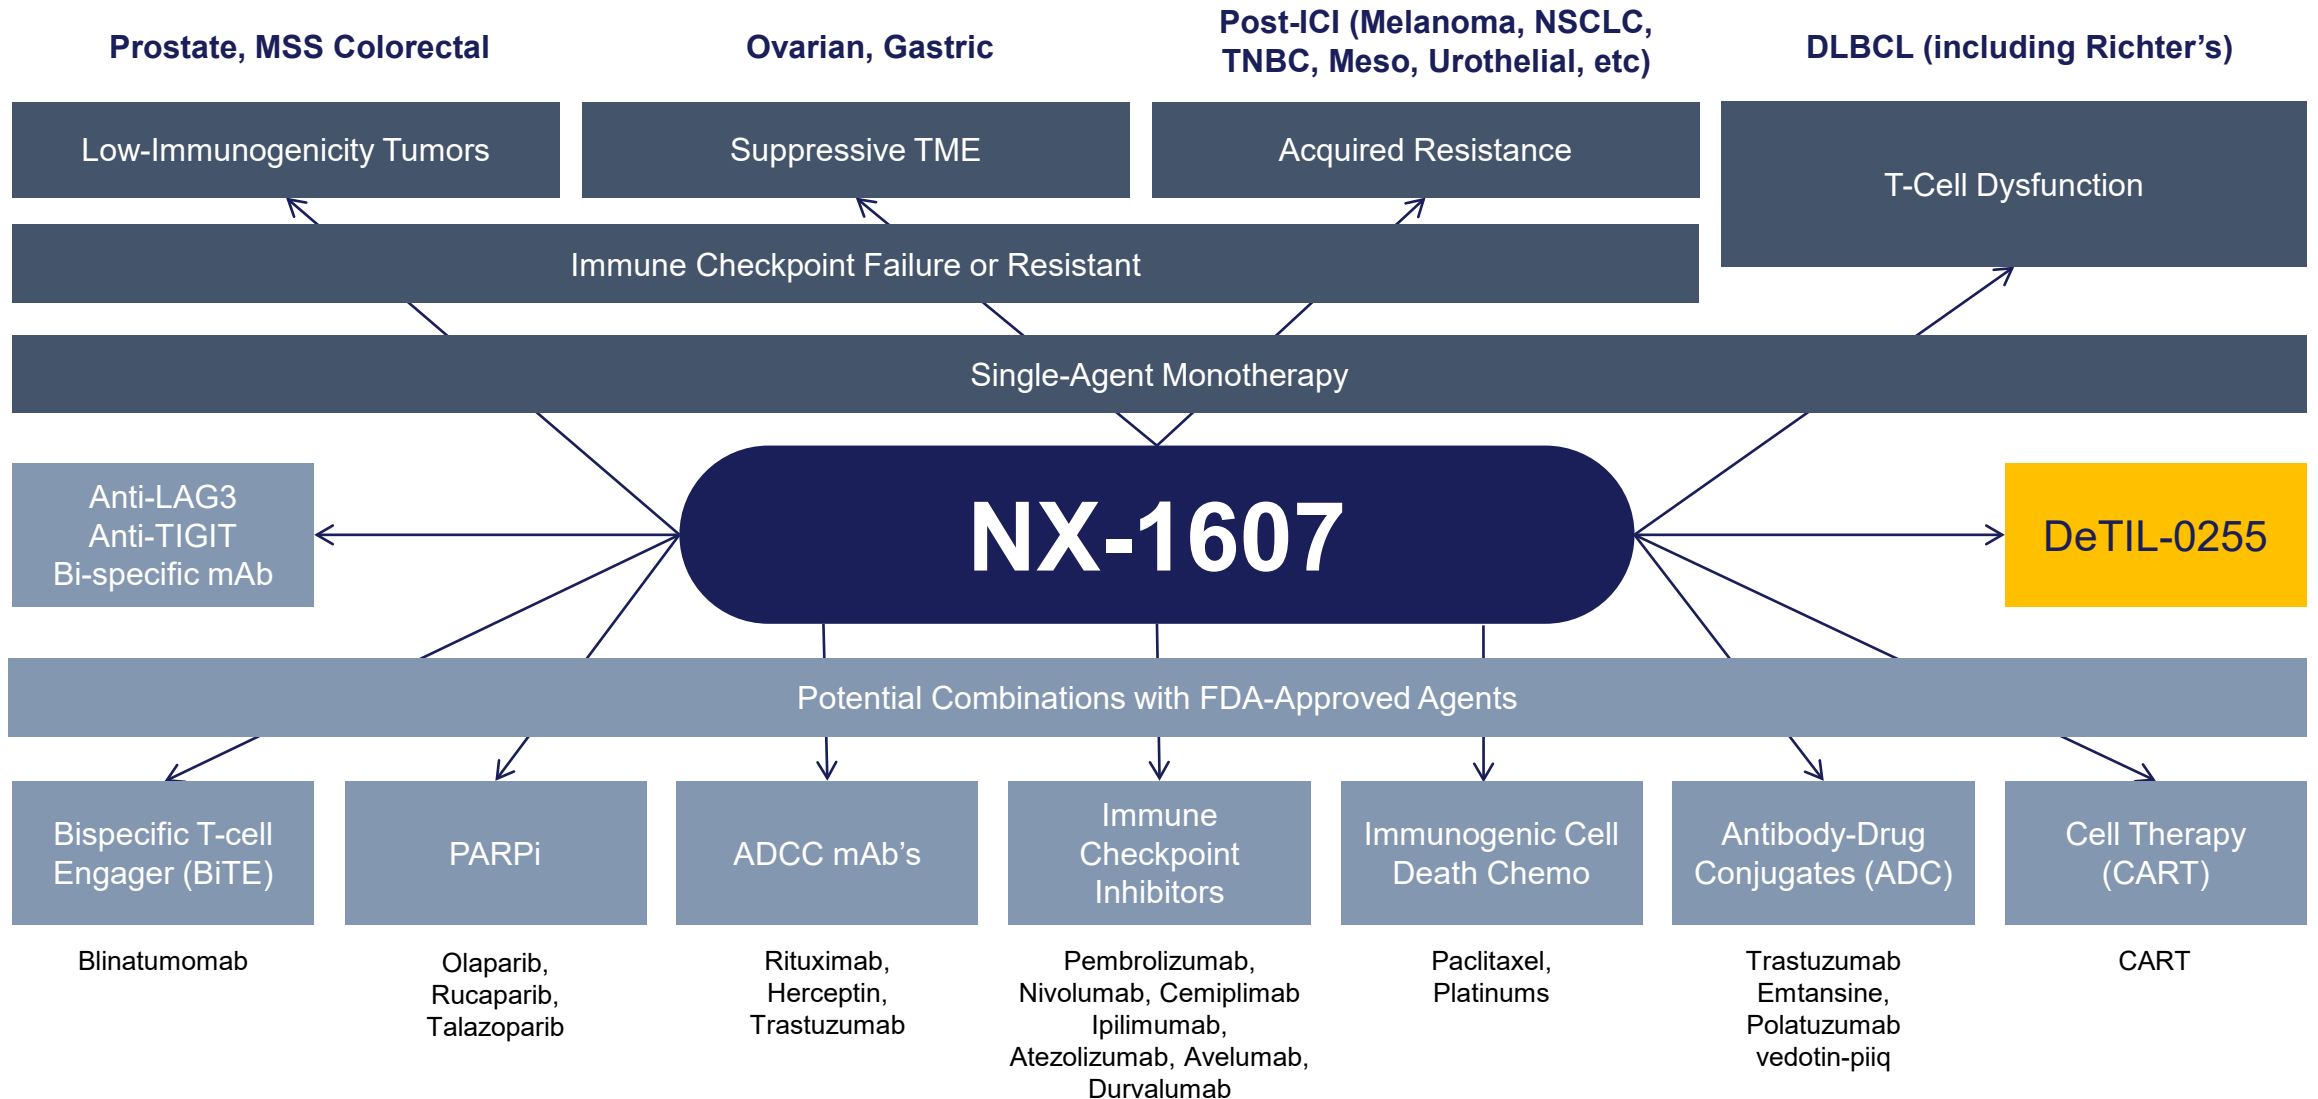 Prostate, MSS Colorectal
Ovarian, Gastric
Post-ICI (Melanoma, NSCLC,
TNBC, Meso, Urothelial, etc)
DLBCL (including Richter’s)
Low-Immunogenicity Tumors
Suppressive TME
Acquired Resistance
T-Cell Dysfunction
Immune Checkpoint Failure or Resistant
Single-Agent Monotherapy
Anti-LAG3
Anti-TIGIT
Bi-specific mAb
NX-1607
DeTIL-0255
Potential Combinations with FDA-Approved Agents
Bispecific T-cell
Engager (BiTE)
PARPi
ADCC mAb’s
Immune
Checkpoint
Inhibitors
Immunogenic Cell
Death Chemo
Antibody-Drug
Conjugates (ADC)
Cell Therapy
(CART)
Blinatumomab
Olaparib,
Rucaparib,
Talazoparib
Rituximab,
Herceptin,
Trastuzumab
Pembrolizumab,
Nivolumab, Cemiplimab
Ipilimumab,
Atezolizumab, Avelumab,
Durvalumab
Paclitaxel,
Platinums
Trastuzumab
Emtansine,
Polatuzumab
vedotin-piiq
CART